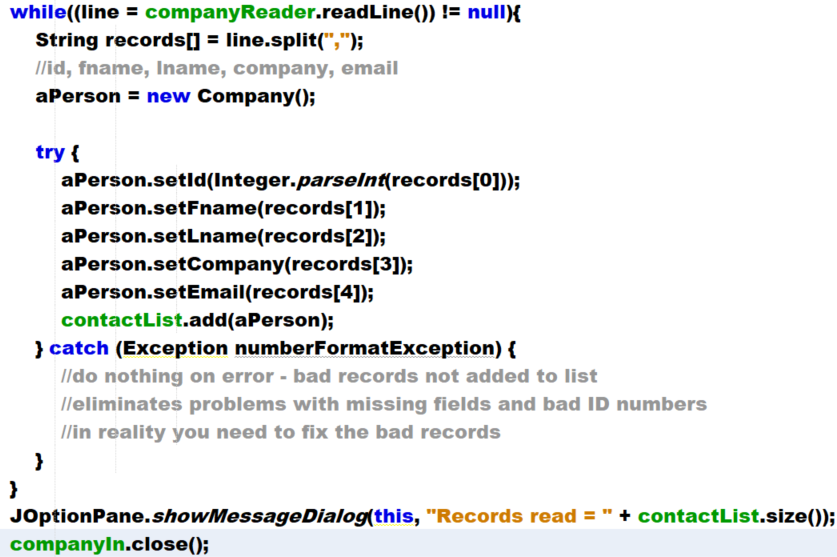 while((line = companyReader.readLine()) != null){
String records[] = line.split(",");
//id, fname, lname, company, email
aPerson = new Company();
try {
aPerson.setId(Integer.parseInt(records[0]));
aPerson.setFname(records[1]);
aPerson.setLname(records[2]);
aPerson.setCompany(records[3]);
aPerson.setEmail(records[4]);
contactList.add(aPerson);
} catch (Exception numberFormatException) {
//do nothing on error - bad records not added to list
//eliminates problems with missing fields and bad ID numbers
//in reality you need to fix the bad records
}
}
JOptionPane.showMessageDialog(this, "Records read = " + contactList.size());
companyIn.close();